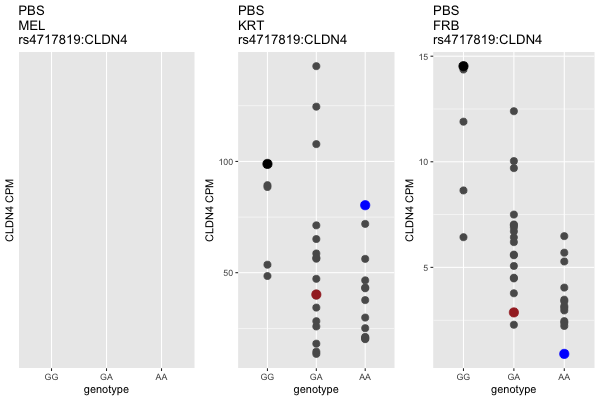 PBS
MEL
rs4717819:CLDN4
CLDN4 CPM
GG GA AA
genotype
PBS
KRT
rs4717819:CLDN4
CLDN4 CPM
100
50
GG GA AA
genotype
PBS
FRB
rs4717819:CLDN4
CLDN4 CPM
15
10
5
GG GA AA
genotype